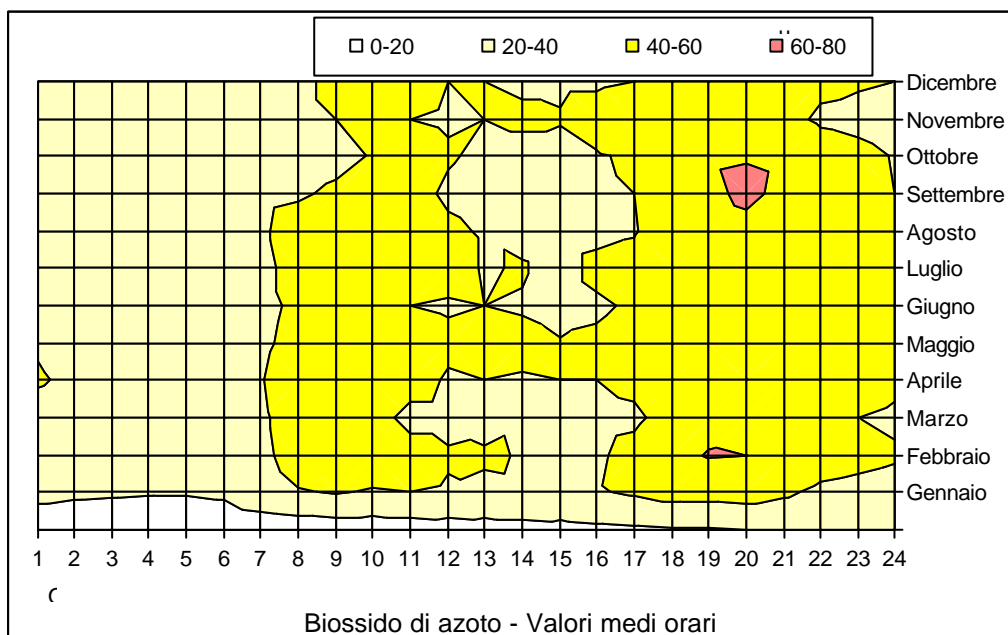 0-20 20-40 40-60 60-80
Dicembre
Novembre
Ottobre
Settembre
Agosto
Luglio
Giugno
Maggio
Aprile
Marzo
Febbraio
Gennaio
1 2 3 4 5 6 7 8 9 10 11 12 13 14 15 16 17 18 19 20 21 22 23 24
Biossido di azoto - Valori medi orari